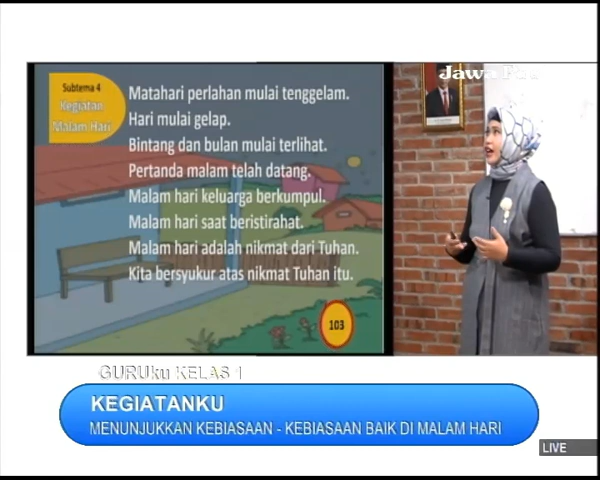 Subtema 4
Kegiatan
Malam Hari
Matahari perlahan mulai tenggelam.
Hari mulai gelap.
Bintang dan bulan mulai terlihat.
Pertanda malam telah datang.
Malam hari keluarga berkumpul.
Malam hari saat beristirahat.
Malam hari adalah nikmat dari Tuhan.
Kita bersyukur atas nikmat Tuhan itu.
103
Jawa
GURUku KELAS 1
KEGIATANKU
MENUNJUKKAN KEBIASAAN - KEBIASAAN BAIK DI MALAM HARI
LIVE